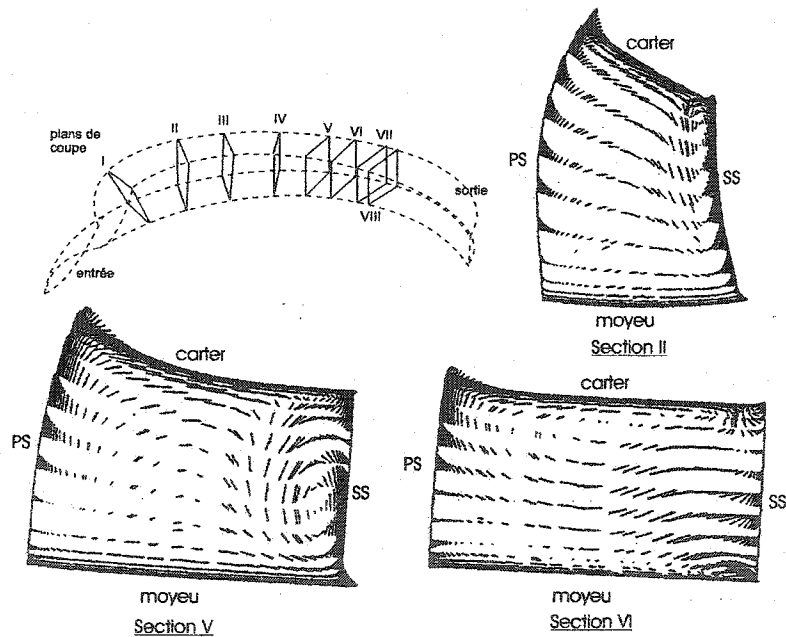 plans de
coupe
I
II
III
IV
V
VI
VII
VIII
entrée
sortie
carter
PS
SS
moyeu
Section II
carter
PS
SS
moyeu
Section V
carter
PS
SS
moyeu
Section VI